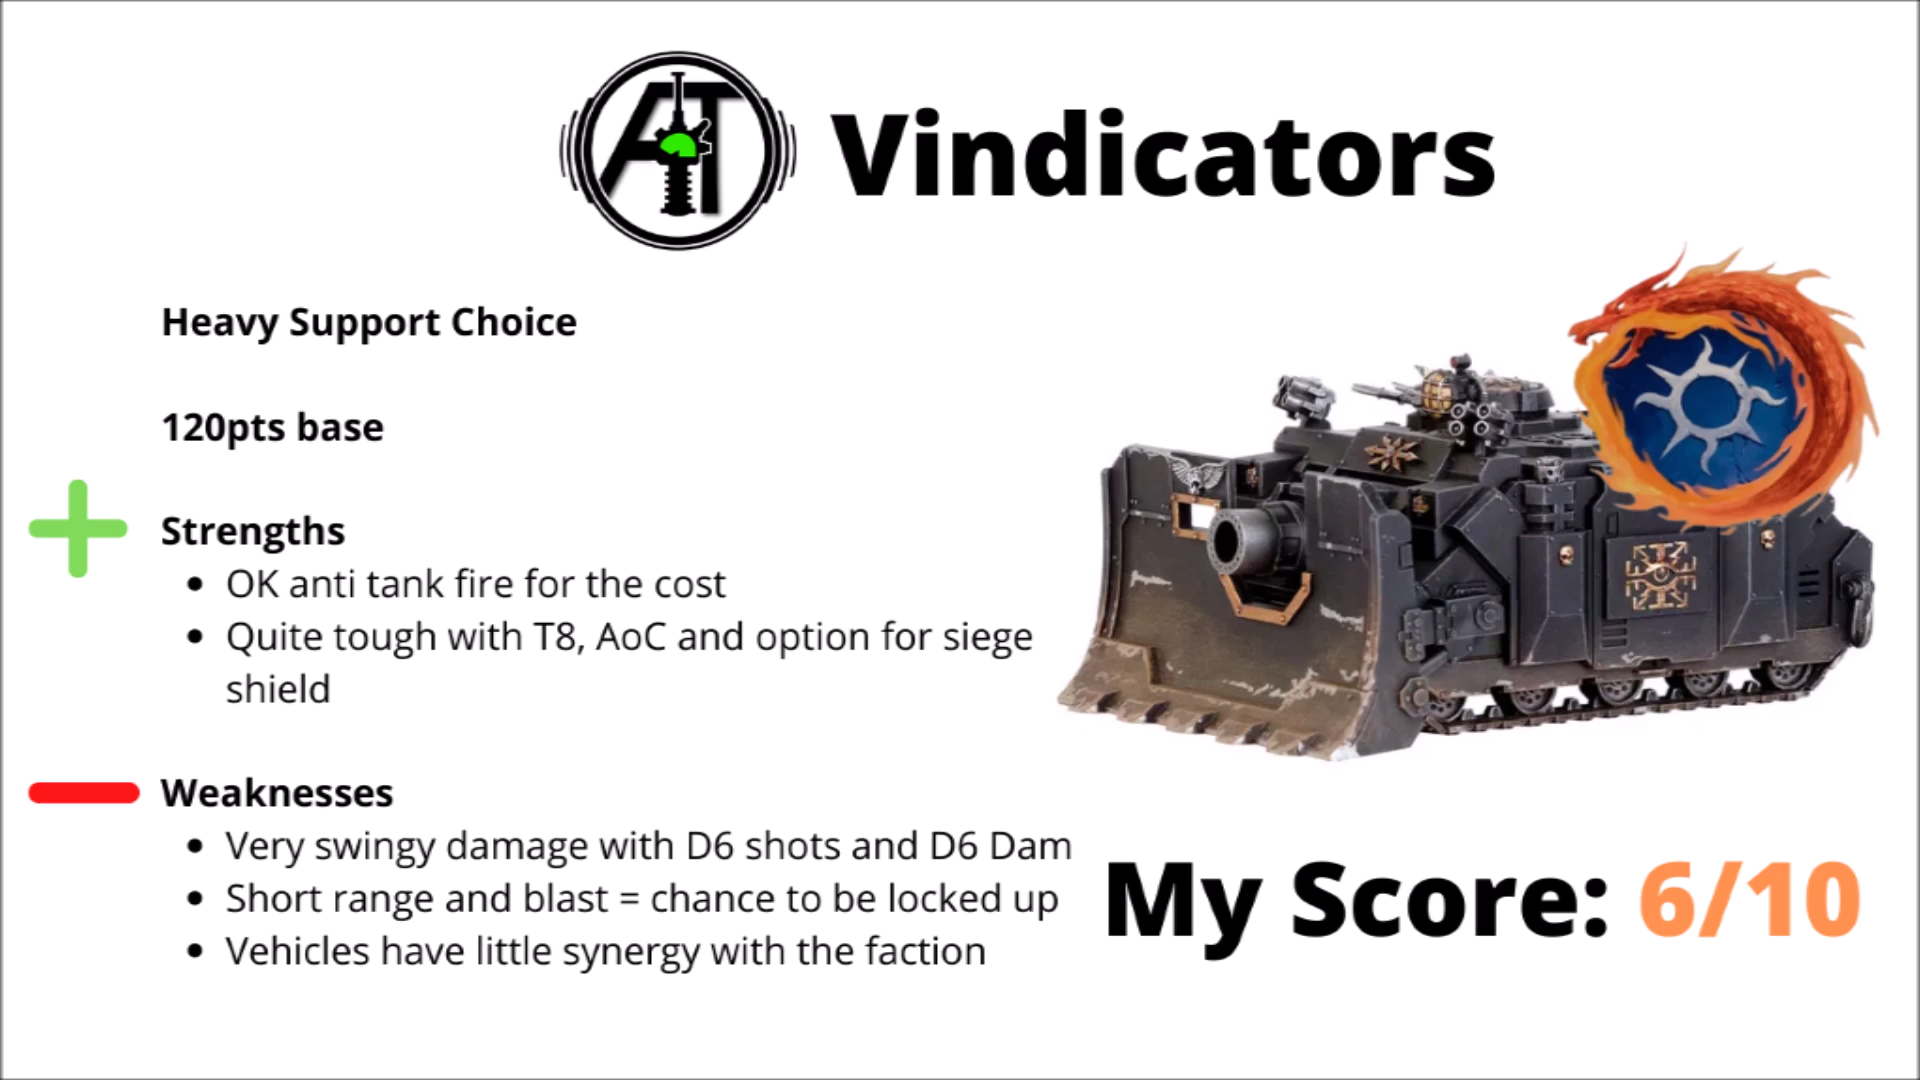 AT
Vindicators
Heavy Support Choice
120pts base
Strengths
• OK anti tank fire for the cost
• Quite tough with T8, AoC and option for siege
shield
Weaknesses
• Very swingy damage with D6 shots and D6 Dam
• Short range and blast = chance to be locked up
• Vehicles have little synergy with the faction
My Score: 6/10